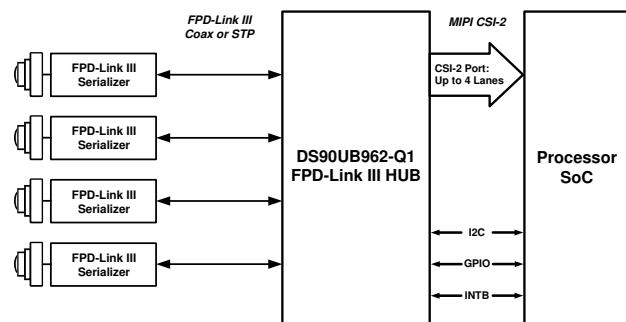 FPD-Link III
Coax or STP
MIPI CSI-2
FPD-Link III
Serializer
FPD-Link III
Serializer
FPD-Link III
Serializer
FPD-Link III
Serializer
DS90UB962-Q1
FPD-Link III HUB
CSI-2 Port:
Up to 4 Lanes
I2C
GPIO
INTB
Processor
SoC